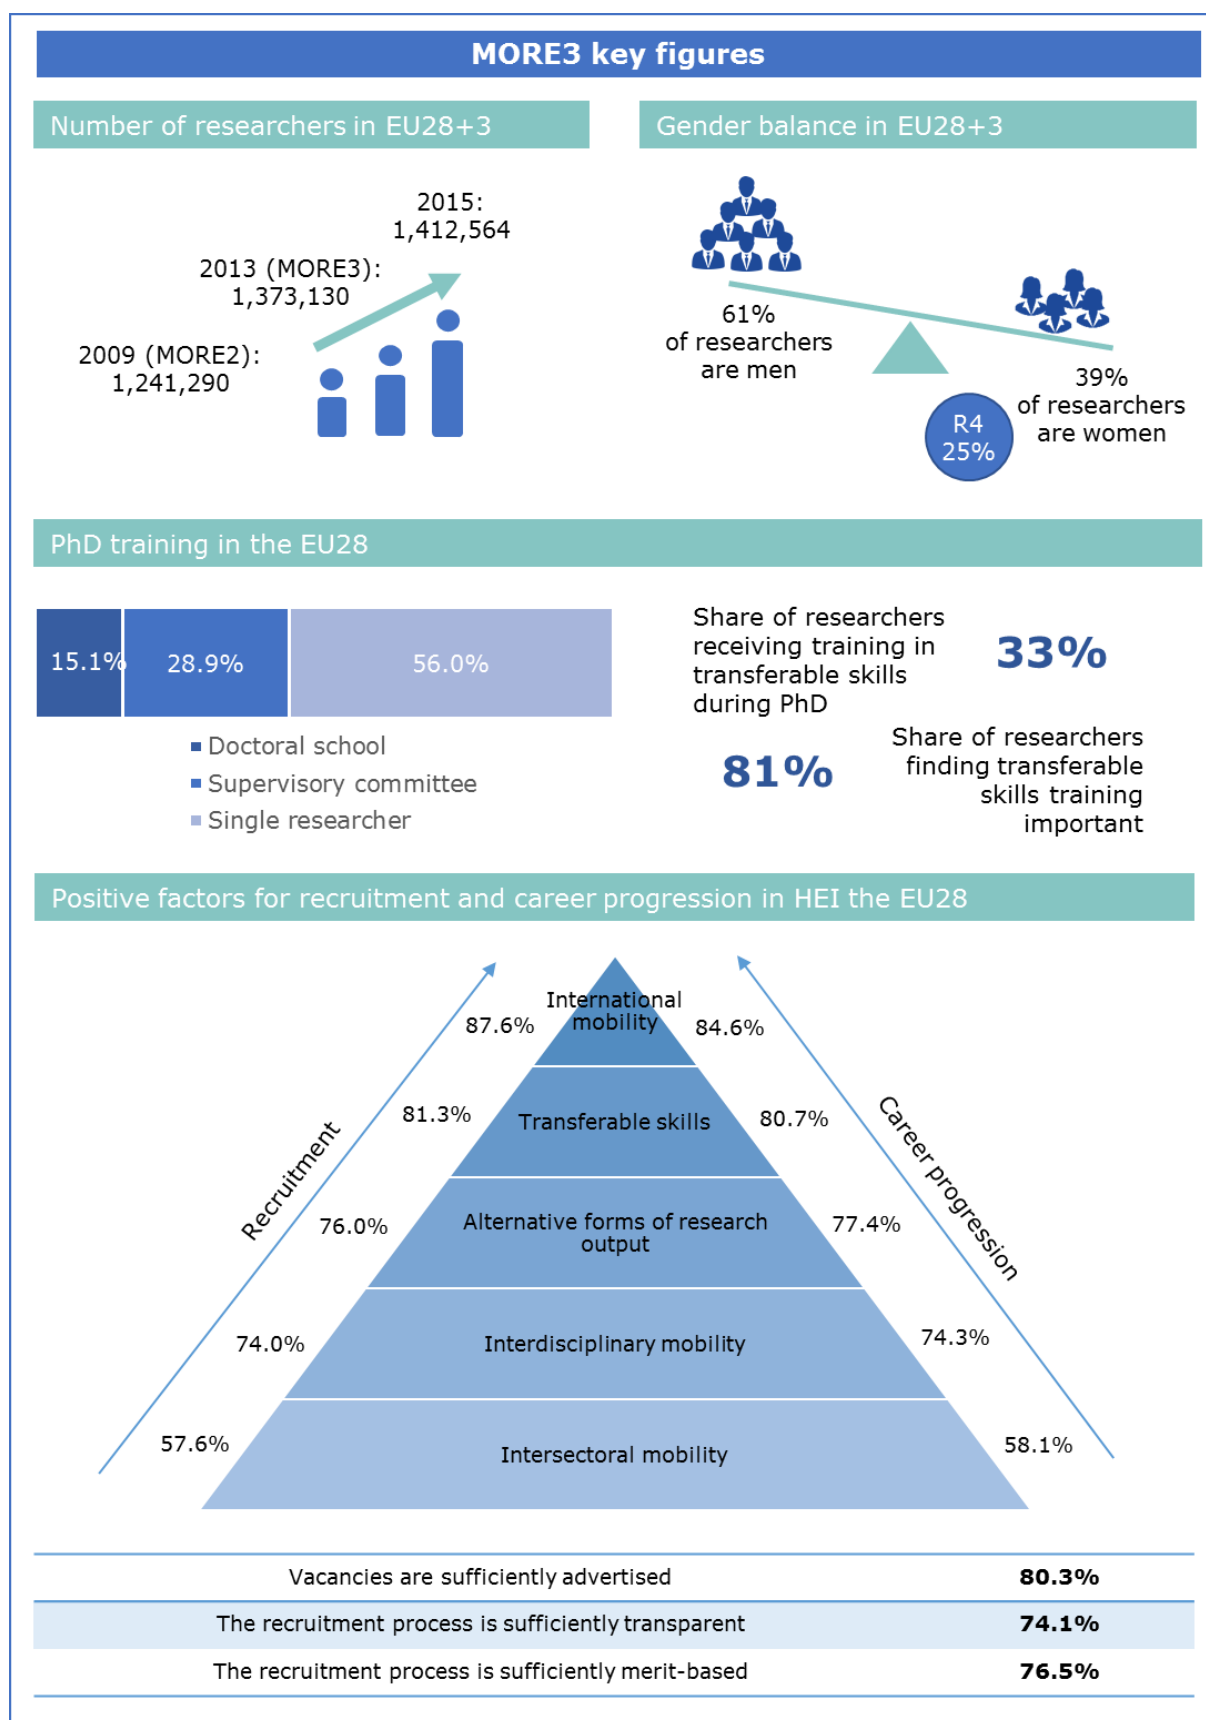 MORE3 key figures
Number of researchers in EU28+3
2015:
1,412,564
2013 (MORE3):
1,373,130
2009 (MORE2):
1,241,290
Gender balance in EU28+3
61%
of researchers
are men
39%
of researchers
are women
R4
25%
PhD training in the EU28
15.1%
28.9%
56.0%
Doctoral school
Supervisory committee
Single researcher
Share of researchers
receiving training in
transferable skills
during PhD
33%
81%
Share of researchers
finding transferable
skills training
important
Positive factors for recruitment and career progression in HEI the EU28
Recruitment
Career progression
87.6%
International
mobility
84.6%
81.3%
Transferable skills
80.7%
76.0%
Alternative forms of research
output
77.4%
74.0%
Interdisciplinary mobility
74.3%
57.6%
Intersectoral mobility
58.1%
Vacancies are sufficiently advertised 80.3%
The recruitment process is sufficiently transparent 74.1%
The recruitment process is sufficiently merit-based 76.5%